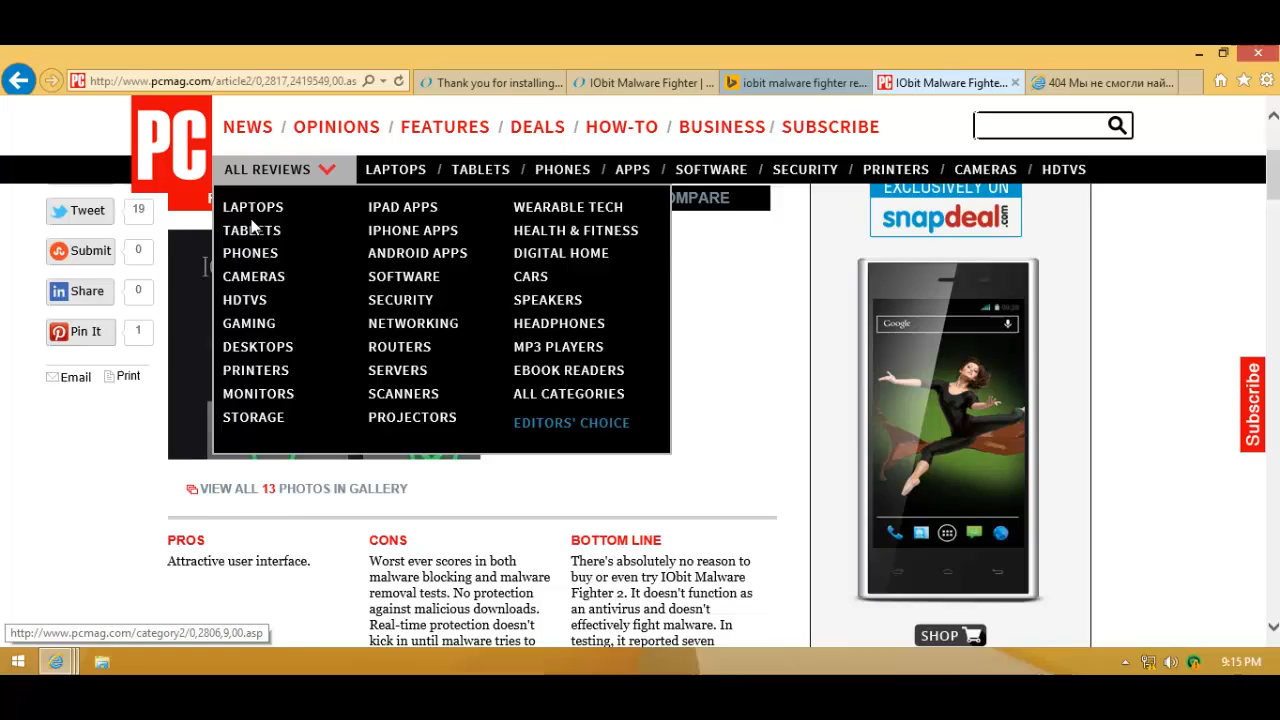 http://www.pcmag.com/article2/0,2817,2419549,00.as
Thank you for installing...
IObit Malware Fighter | ...
iobit malware fighter re...
IObit Malware Fighte...
404 Мы не смогли най...
PC
NEWS / OPINIONS / FEATURES / DEALS / HOW-TO / BUSINESS / SUBSCRIBE
ALL REVIEWS LAPTOPS / TABLETS / PHONES / APPS / SOFTWARE / SECURITY / PRINTERS / CAMERAS / HDTVS
LAPTOPS IPAD APPS WEARABLE TECH
TABLETS IPHONE APPS HEALTH & FITNESS
PHONES ANDROID APPS DIGITAL HOME
CAMERAS SOFTWARE CARS
HDTVS SECURITY SPEAKERS
GAMING NETWORKING HEADPHONES
DESKTOPS ROUTERS MP3 PLAYERS
PRINTERS SERVERS EBOOK READERS
MONITORS SCANNERS ALL CATEGORIES
STORAGE PROJECTORS EDITORS' CHOICE
Tweet 19
Submit 0
Share 0
Pin It 1
Email Print
VIEW ALL 13 PHOTOS IN GALLERY
PROS
Attractive user interface.
CONS
Worst ever scores in both
malware blocking and malware
removal tests. No protection
against malicious downloads.
Real-time protection doesn't
kick in until malware tries to
BOTTOM LINE
There's absolutely no reason to
buy or even try IObit Malware
Fighter 2. It doesn't function as
an antivirus and doesn't
effectively fight malware. In
testing, it reported seven
EXCLUSIVELY ON
snapdeal.com
Google
SHOP
Subscribe
http://www.pcmag.com/category2/0,2806,9,00.asp
9:15 PM